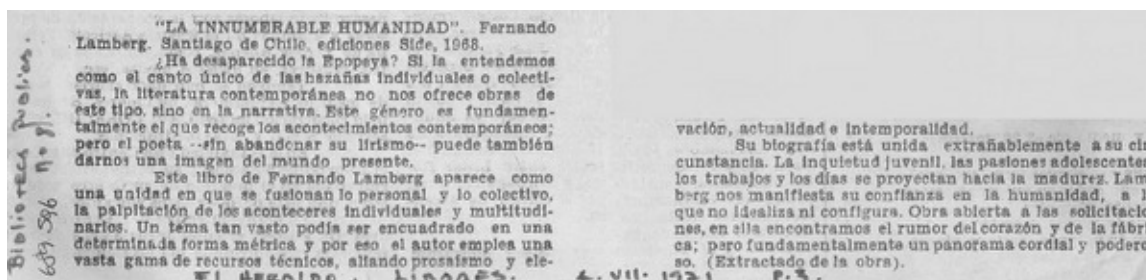 "LA INNUMERABLE HUMANIDAD". Fernando
Lamberg. Santiago de Chile, ediciones Side, 1968.
¿Ha desaparecido la Epopeya? Si la entendemos
como el canto único de las hazañas individuales o colecti-
vas, la literatura contemporánea no nos ofrece obras de
este tipo, sino en la narrativa. Este género es fundamen-
talmente el que recoge los acontecimientos contemporáneos;
pero el poeta --sin abandonar su lirismo-- puede también
darnos una imagen del mundo presente.
Este libro de Fernando Lamberg aparece como
una unidad en que se fusionan lo personal y lo colectivo,
la palpitación de los aconteceres individuales y multitudi-
narios. Un tema tan vasto podía ser encuadrado en una
determinada forma métrica y por eso el autor emplea una
vasta gama de recursos técnicos, aliando prosaísmo y ele-
vación, actualidad e intemporalidad.
Su biografía está unida extrañablemente a su cir
cunstancia. La inquietud juvenil, las pasiones adolescentes
los trabajos y los días se proyectan hacia la madurez. Lam
berg nos manifiesta su confianza en la humanidad, a l
que no idealiza ni configura. Obra abierta a las solicitacio
nes, en ella encontramos el rumor del corazón y de la fábri
ca; pero fundamentalmente un panorama cordial y podero
so. (Extractado de la obra).
El Heraldo. Linares. 2. VII. 1971 P.3.
Biblioteca
689596 n° 8).